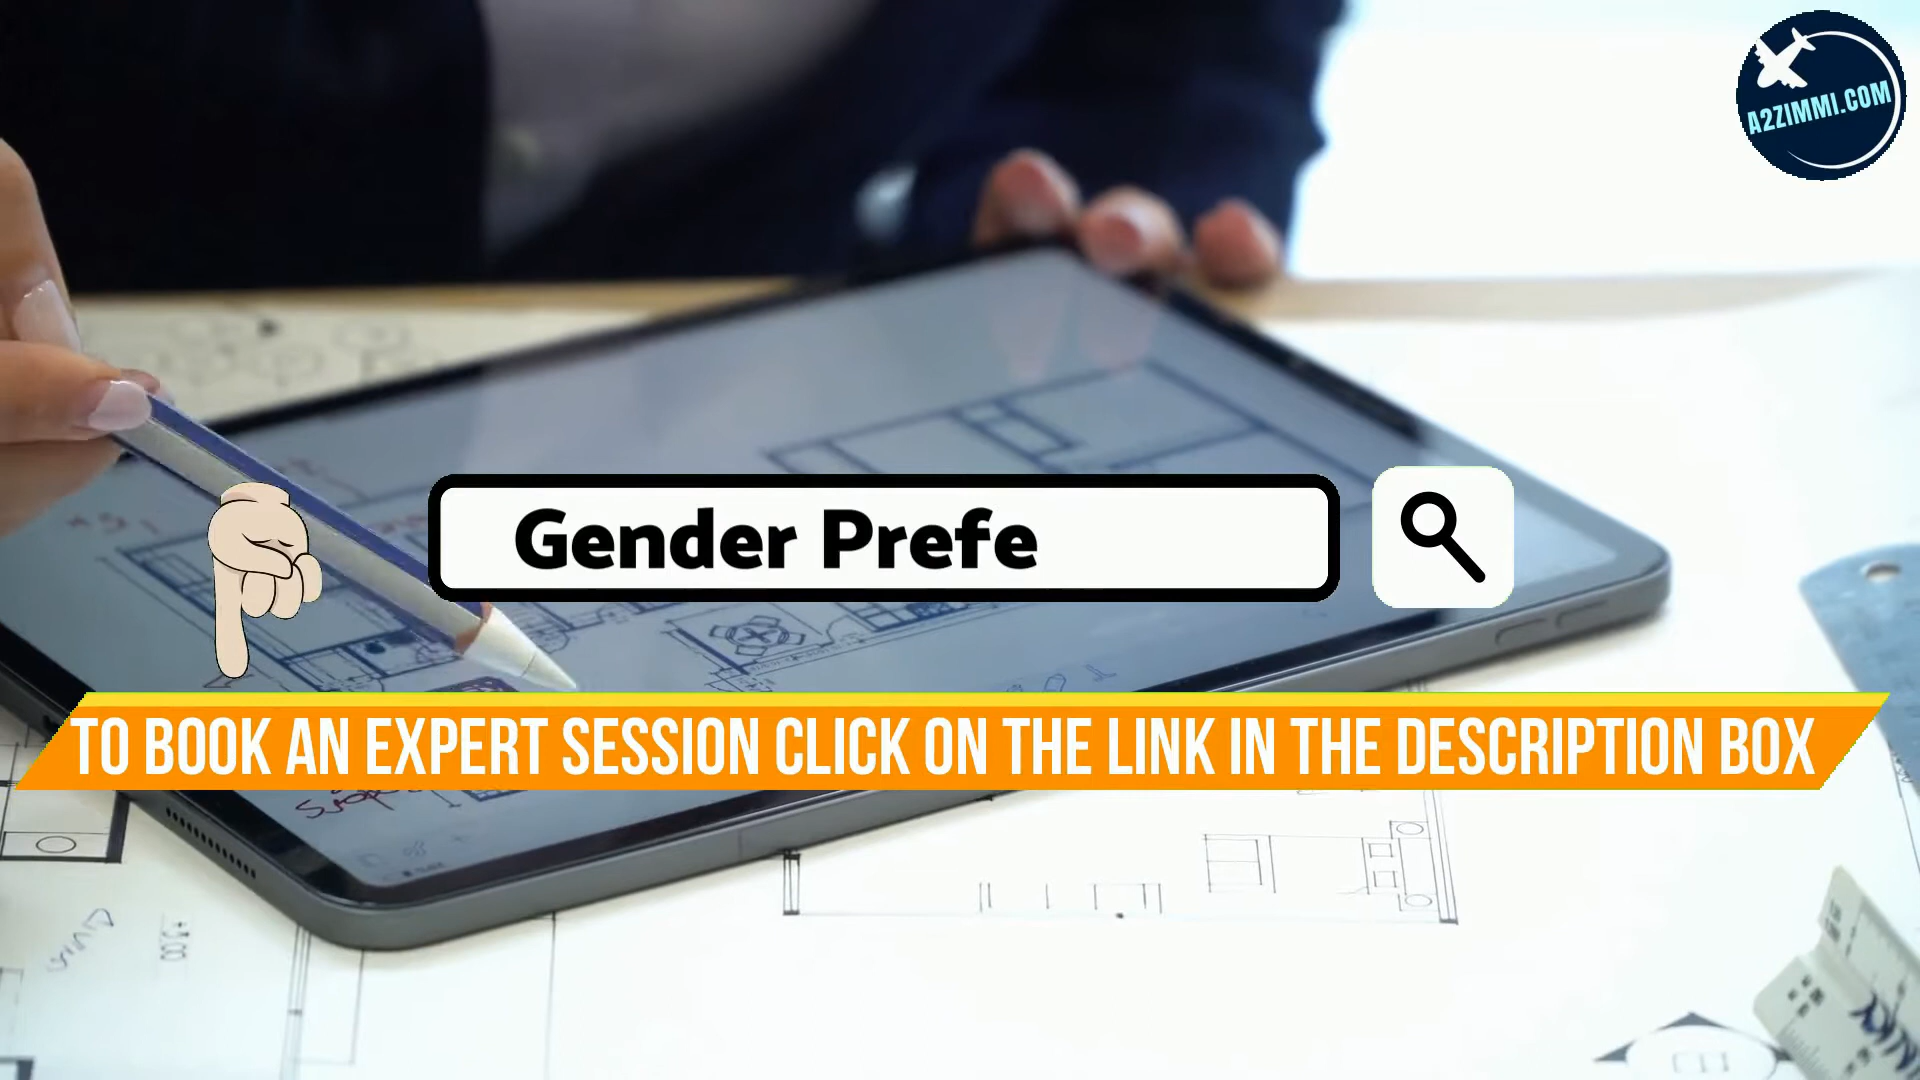 A2ZIMMI.COM
Gender Prefe
TO BOOK AN EXPERT SESSION CLICK ON THE LINK IN THE DESCRIPTION BOX